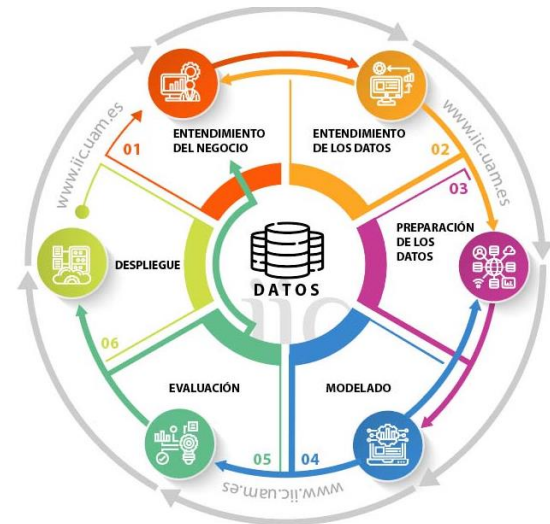 www.iic.uam.es
www.iic.uam.es
01
ENTENDIMIENTO
DEL NEGOCIO
ENTENDIMIENTO
DE LOS DATOS
02
03
PREPARACIÓN
DE LOS
DATOS
DATOS
iic
DESPLIEGUE
06
EVALUACIÓN
MODELADO
05
04
www.iic.uam.es